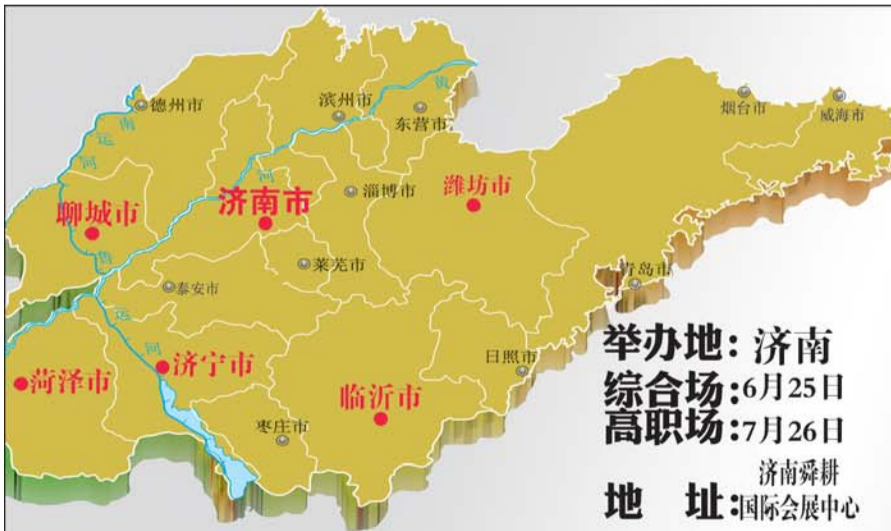 德州市
滨州市
东营市
烟台市
威海市
黄
南
运
河
河
淄博市
潍坊市
聊城市
济南市
鲁
莱芜市
泰安市
青岛市
运
河
菏泽市
济宁市
日照市
临沂市
枣庄市
举办地：济南
综合场：6月25日
高职场：7月26日
地 址：济南舜耕
国际会展中心